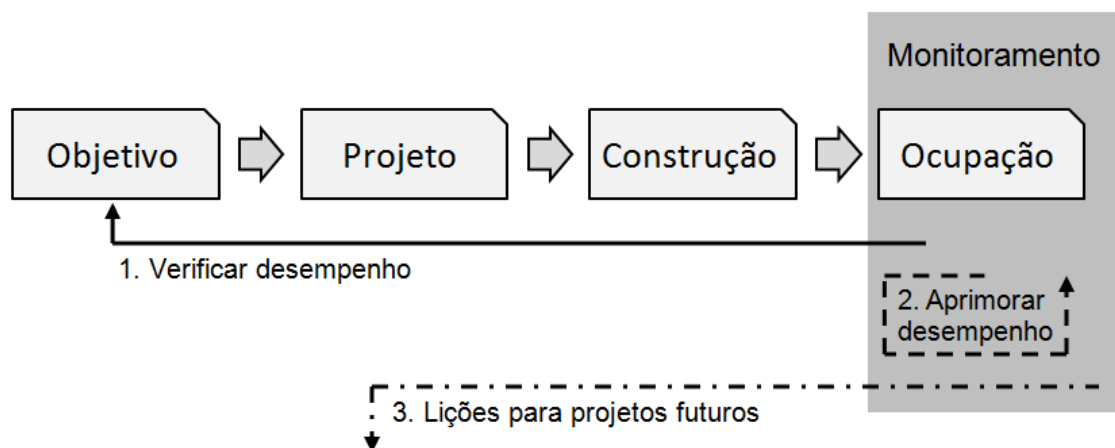 Monitoramento
Objetivo
Projeto
Construção
Ocupação
1. Verificar desempenho
2. Aprimorar
desempenho
3. Lições para projetos futuros